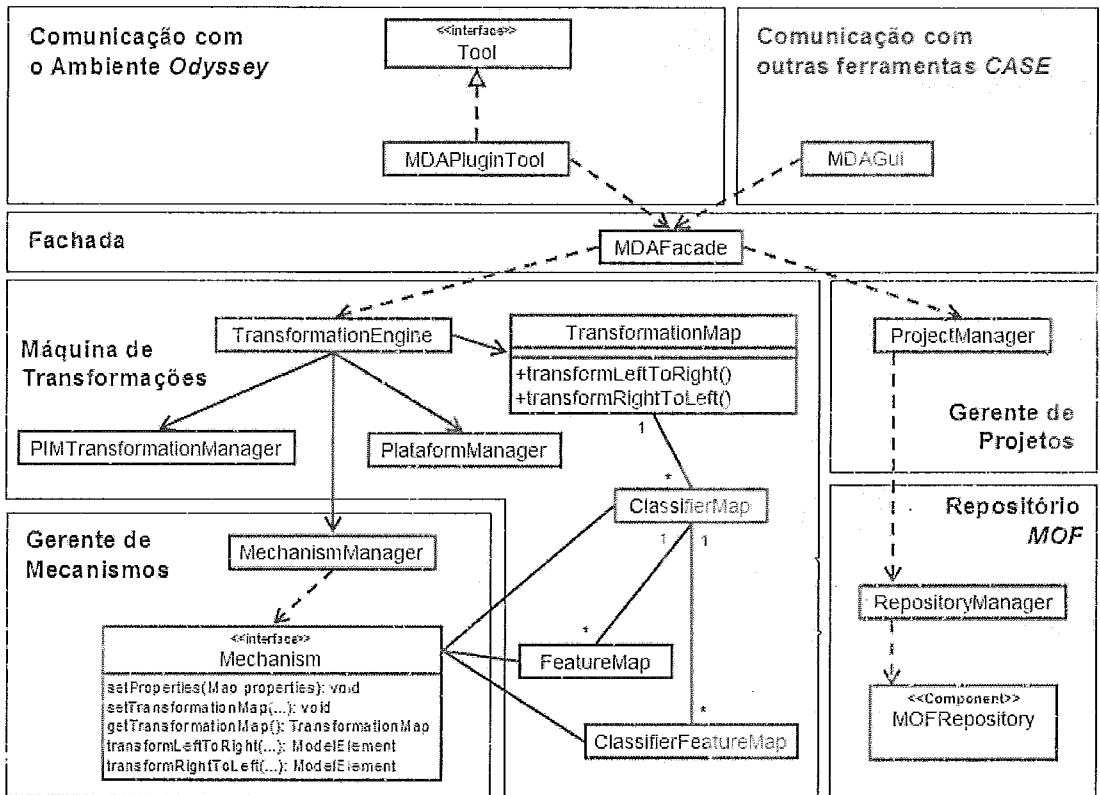 Comunicação com
o Ambiente Odyssey
<<interface>>
Tool
MDAPluginTool
Comunicação com
outras ferramentas CASE
MDAGui
Fachada
MDAFacade
Máquina de
Transformações
TransformationEngine
TransformationMap
+transformLeftToRight()
+transformRightToLeft()
PIMTransformationManager
PlataformManager
1
*
ClassifierMap
1
1
*
FeatureMap
*
ClassifierFeatureMap
ProjectManager
Gerente de
Projetos
Gerente de
Mecanismos
MechanismManager
<<interface>>
Mechanism
setProperties(Map properties): void
setTransformationMap(...): void
getTransformationMap(): TransformationMap
transformLeftToRight(...): ModelElement
transformRightToLeft(...): ModelElement
Repositório
MOF
RepositoryManager
<<Component>>
MOFRepository